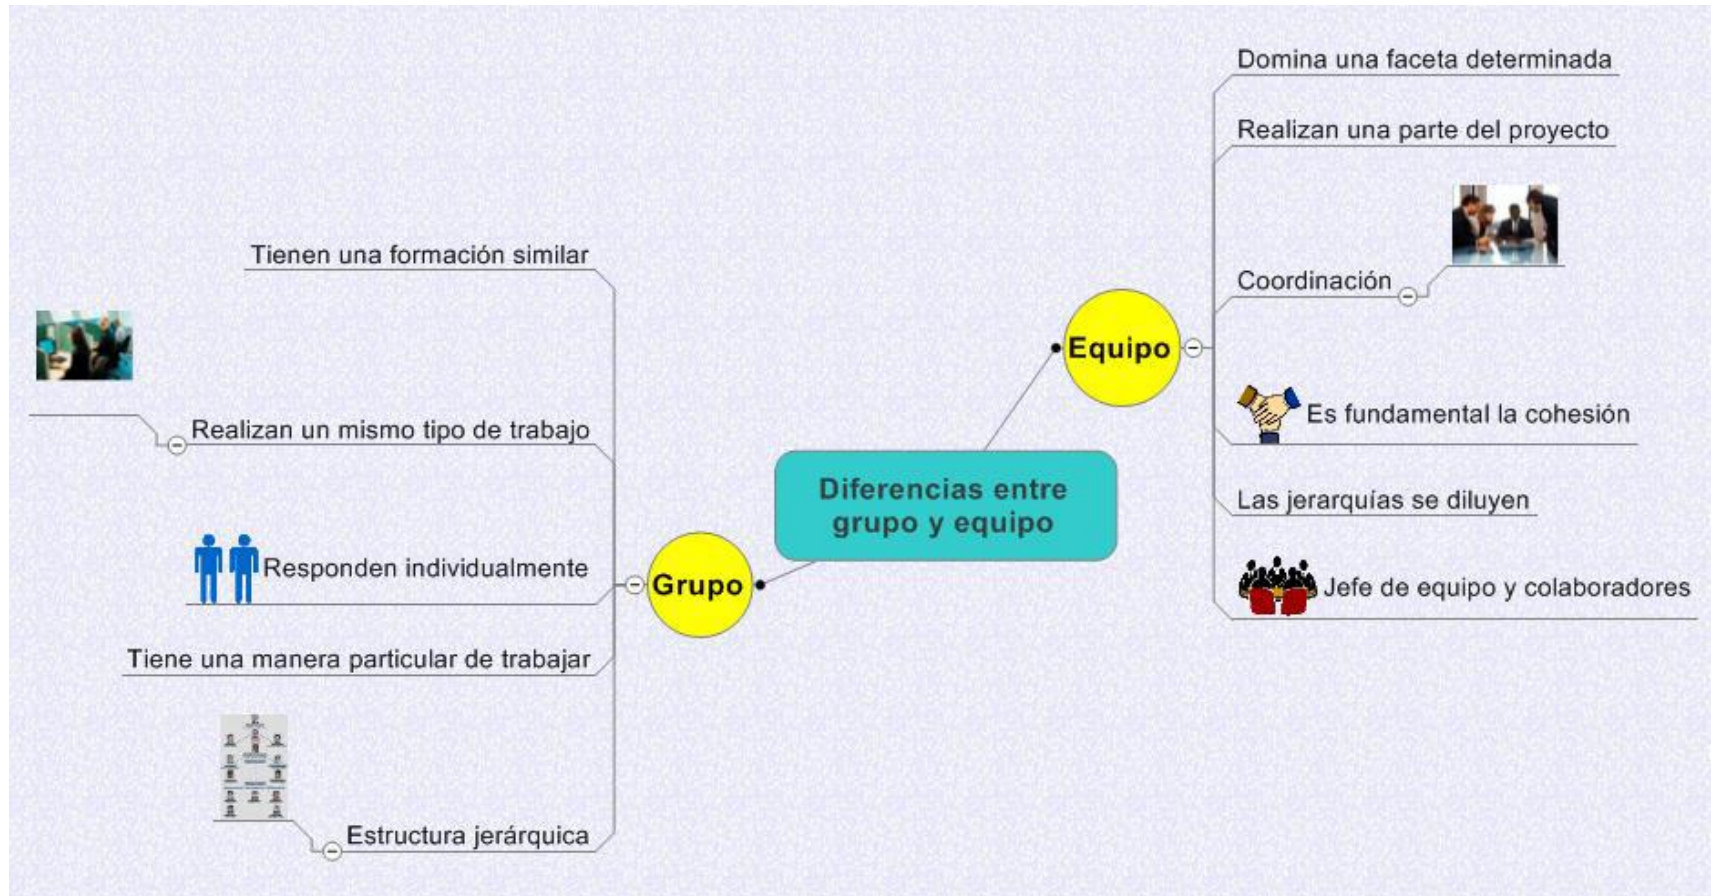 Diferencias entre
grupo y equipo
Equipo
Domina una faceta determinada
Realizan una parte del proyecto
Coordinación
Es fundamental la cohesión
Las jerarquías se diluyen
Jefe de equipo y colaboradores
Grupo
Tienen una formación similar
Realizan un mismo tipo de trabajo
Responden individualmente
Tiene una manera particular de trabajar
Estructura jerárquica